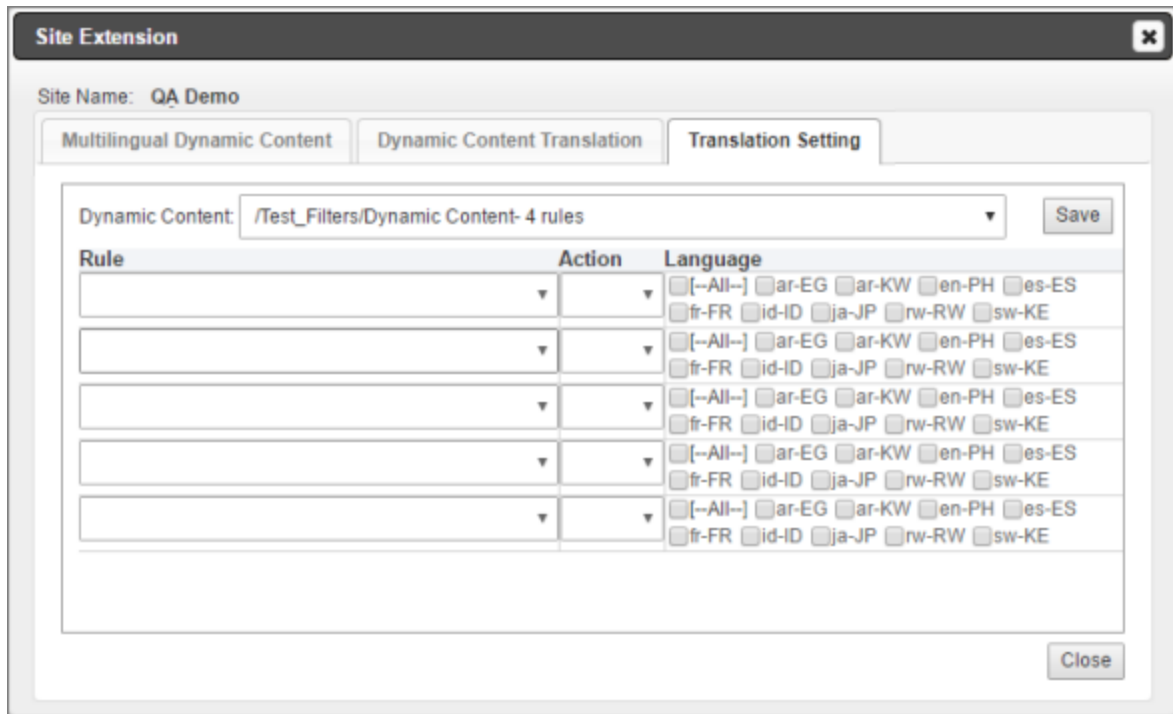 Site Extension
Site Name: QA Demo
Multilingual Dynamic Content Dynamic Content Translation Translation Setting
Dynamic Content: /Test_Filters/Dynamic Content- 4 rules Save
Rule Action Language
[--All--] ar-EG ar-KW en-PH es-ES
fr-FR id-ID ja-JP rw-RW sw-KE
[--All--] ar-EG ar-KW en-PH es-ES
fr-FR id-ID ja-JP rw-RW sw-KE
[--All--] ar-EG ar-KW en-PH es-ES
fr-FR id-ID ja-JP rw-RW sw-KE
[--All--] ar-EG ar-KW en-PH es-ES
fr-FR id-ID ja-JP rw-RW sw-KE
[--All--] ar-EG ar-KW en-PH es-ES
fr-FR id-ID ja-JP rw-RW sw-KE
Close